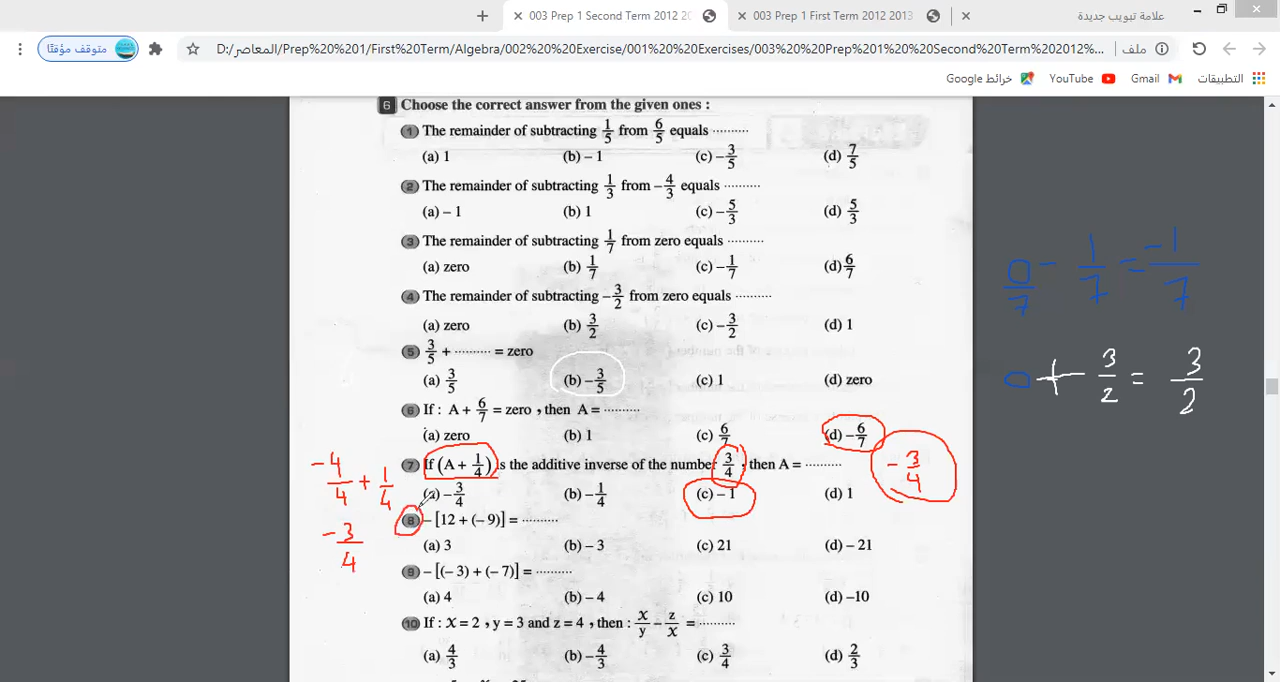 003 Prep 1 Second Term 2012 20
003 Prep 1 First Term 2012 2013
علامة تبويب جديدة
متوقف مؤقتًا
D:/المعاصر/Prep%20%201/First%20Term/Algebra/002%20%20Exercise/001%20%20Exercises/00
%20%20Prep%201%20%20Second%20Term%202012%...
ملف
خرائط Google
YouTube
Gmail
التطبيقات
6 Choose the correct answer from the given ones :
1 The remainder of subtracting 1/5 from 6/5 equals ..........
(a) 1 (b) – 1 (c) – 3/5 (d) 7/5
2 The remainder of subtracting 1/3 from – 4/3 equals ..........
(a) – 1 (b) 1 (c) – 5/3 (d) 5/3
3 The remainder of subtracting 1/7 from zero equals ..........
(a) zero (b) 1/7 (c) – 1/7 (d) 6/7
4 The remainder of subtracting – 3/2 from zero equals ..........
(a) zero (b) 3/2 (c) – 3/2 (d) 1
5 3/5 + .......... = zero
(a) 3/5 (b) – 3/5 (c) 1 (d) zero
6 If : A + 6/7 = zero , then A = ..........
(a) zero (b) 1 (c) 6/7 (d) – 6/7
7 If (A + 1/4) is the additive inverse of the number 3/4 , then A = ..........
(a) – 3/4 (b) – 1/4 (c) – 1 (d) 1
8 – [12 + (– 9)] = ..........
(a) 3 (b) – 3 (c) 21 (d) – 21
9 – [(– 3) + (– 7)] = ..........
(a) 4 (b) – 4 (c) 10 (d) –10
10 If : X = 2 , y = 3 and z = 4 , then : X/y – z/X = ..........
(a) 4/3 (b) – 4/3 (c) 3/4 (d) 2/3
0/7 – 1/7 = –1/7
0 + 3/2 = 3/2
– 3/4
– 4/4 + 1/4
– 3/4